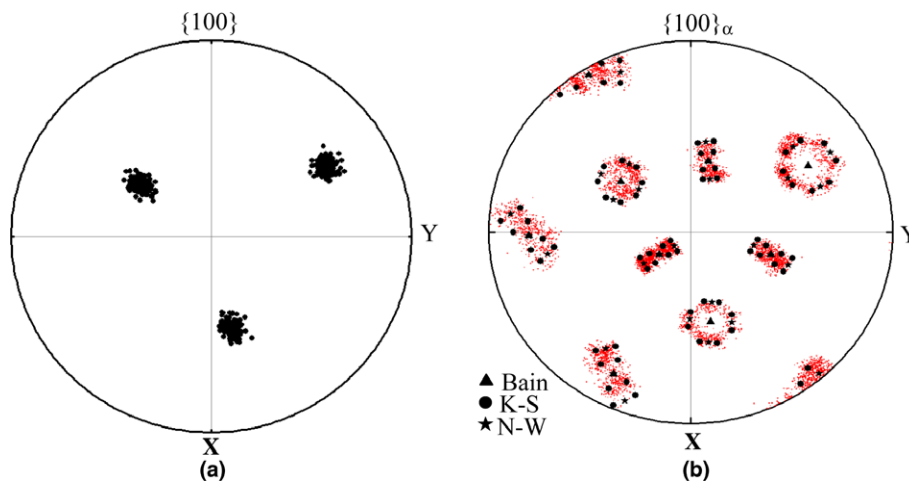 {100}
Y
X
(a)
{100}α
Y
▲ Bain
● K-S
★ N-W
X
(b)